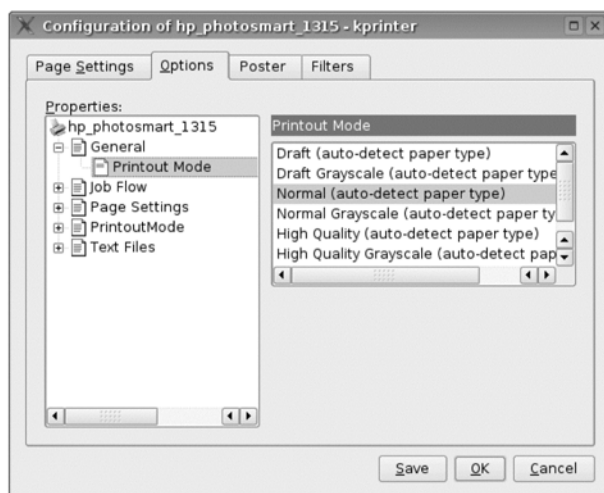 Configuration of hp_photosmart_1315 - kprinter
Page Settings Options Poster Filters
Properties:
hp_photosmart_1315
General
Printout Mode
Job Flow
Page Settings
PrintoutMode
Text Files
Printout Mode
Draft (auto-detect paper type)
Draft Grayscale (auto-detect paper type
Normal (auto-detect paper type)
Normal Grayscale (auto-detect paper ty
High Quality (auto-detect paper type)
High Quality Grayscale (auto-detect pap
Save OK Cancel